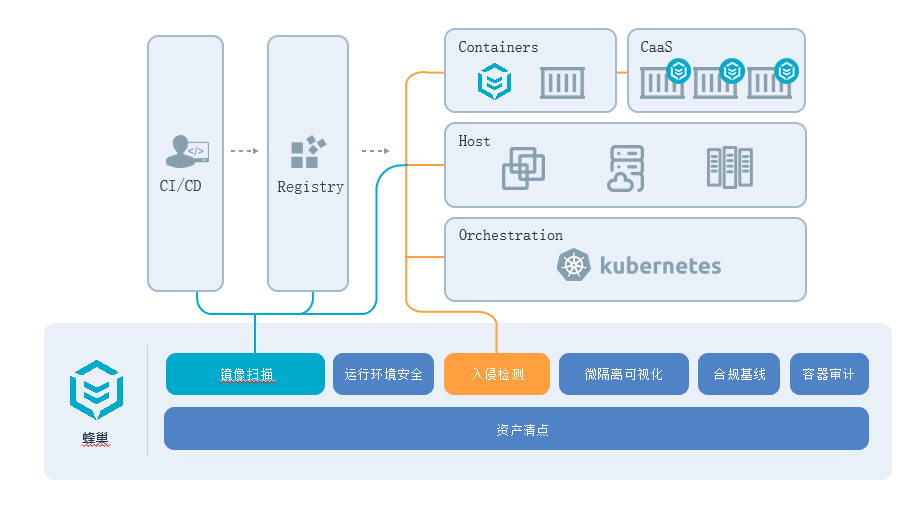 Containers
CaaS
Host
CI/CD
Registry
</>
Orchestration
kubernetes
镜像扫描
运行环境安全
入侵检测
微隔离可视化
合规基线
容器审计
蜂巢
资产清点